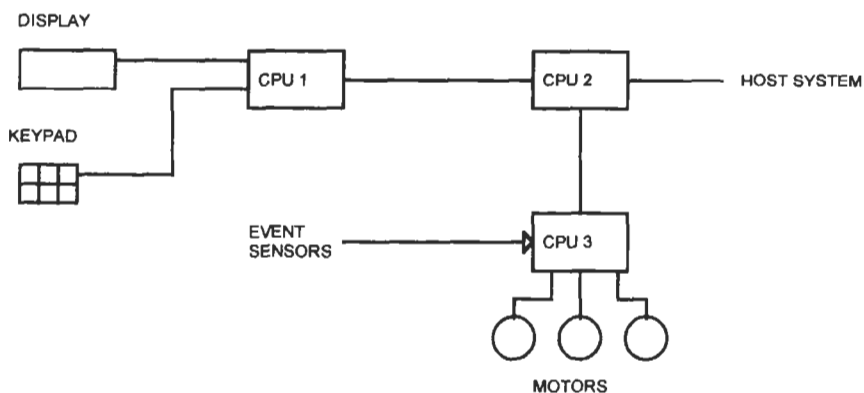 DISPLAY
CPU 1
CPU 2
HOST SYSTEM
KEYPAD
EVENT
SENSORS
CPU 3
MOTORS